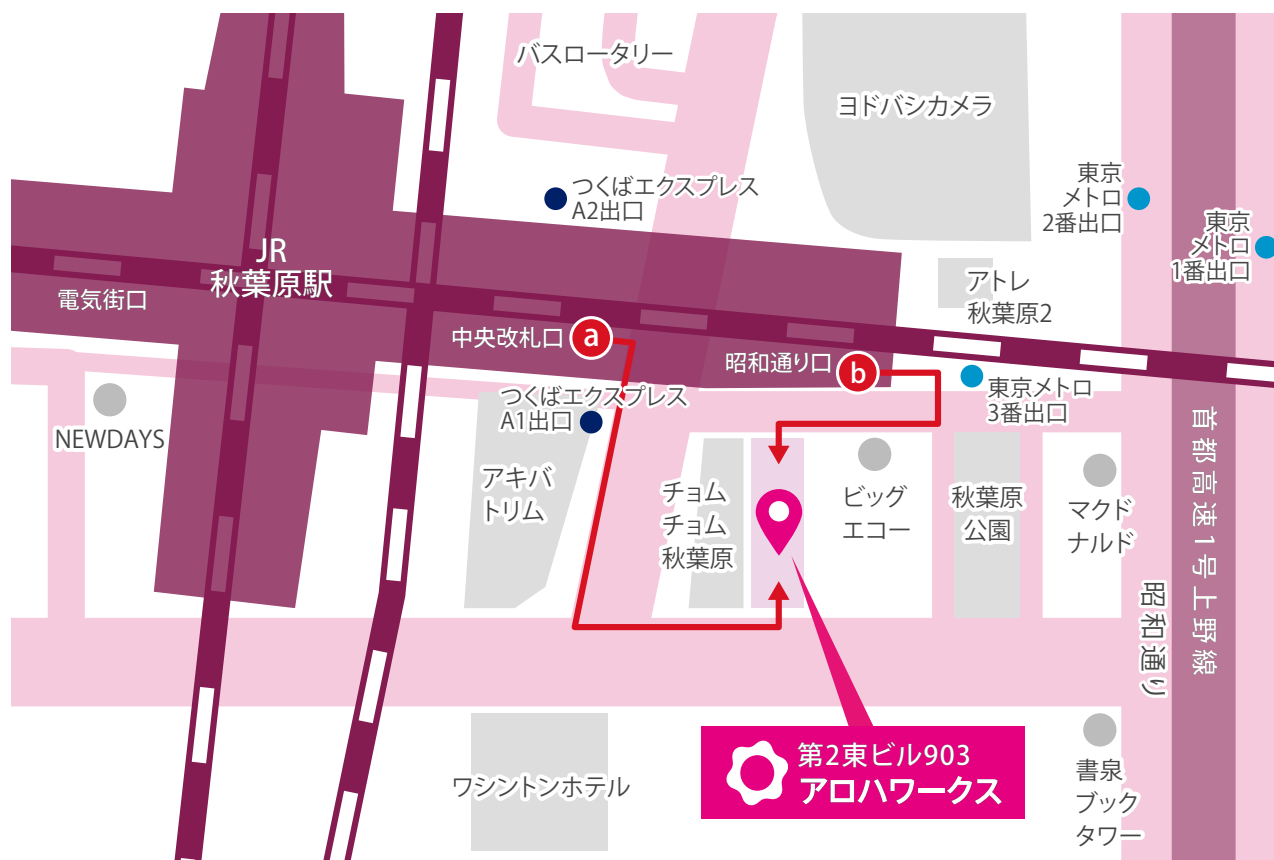 バスロータリー
ヨドバシカメラ
つくばエクスプレス
A2出口
東京
メトロ
2番出口
東京
メトロ
1番出口
JR
秋葉原駅
電気街口
アトレ
秋葉原2
中央改札口
a
昭和通り口
b
東京メトロ
3番出口
つくばエクスプレス
A1出口
NEWDAYS
アキバ
トリム
チョム
チョム
秋葉原
ビッグ
エコー
秋葉原
公園
マクド
ナルド
首都高速1号上野線
昭和通り
第2東ビル903
アロハワークス
ワシントンホテル
書泉
ブック
タワー